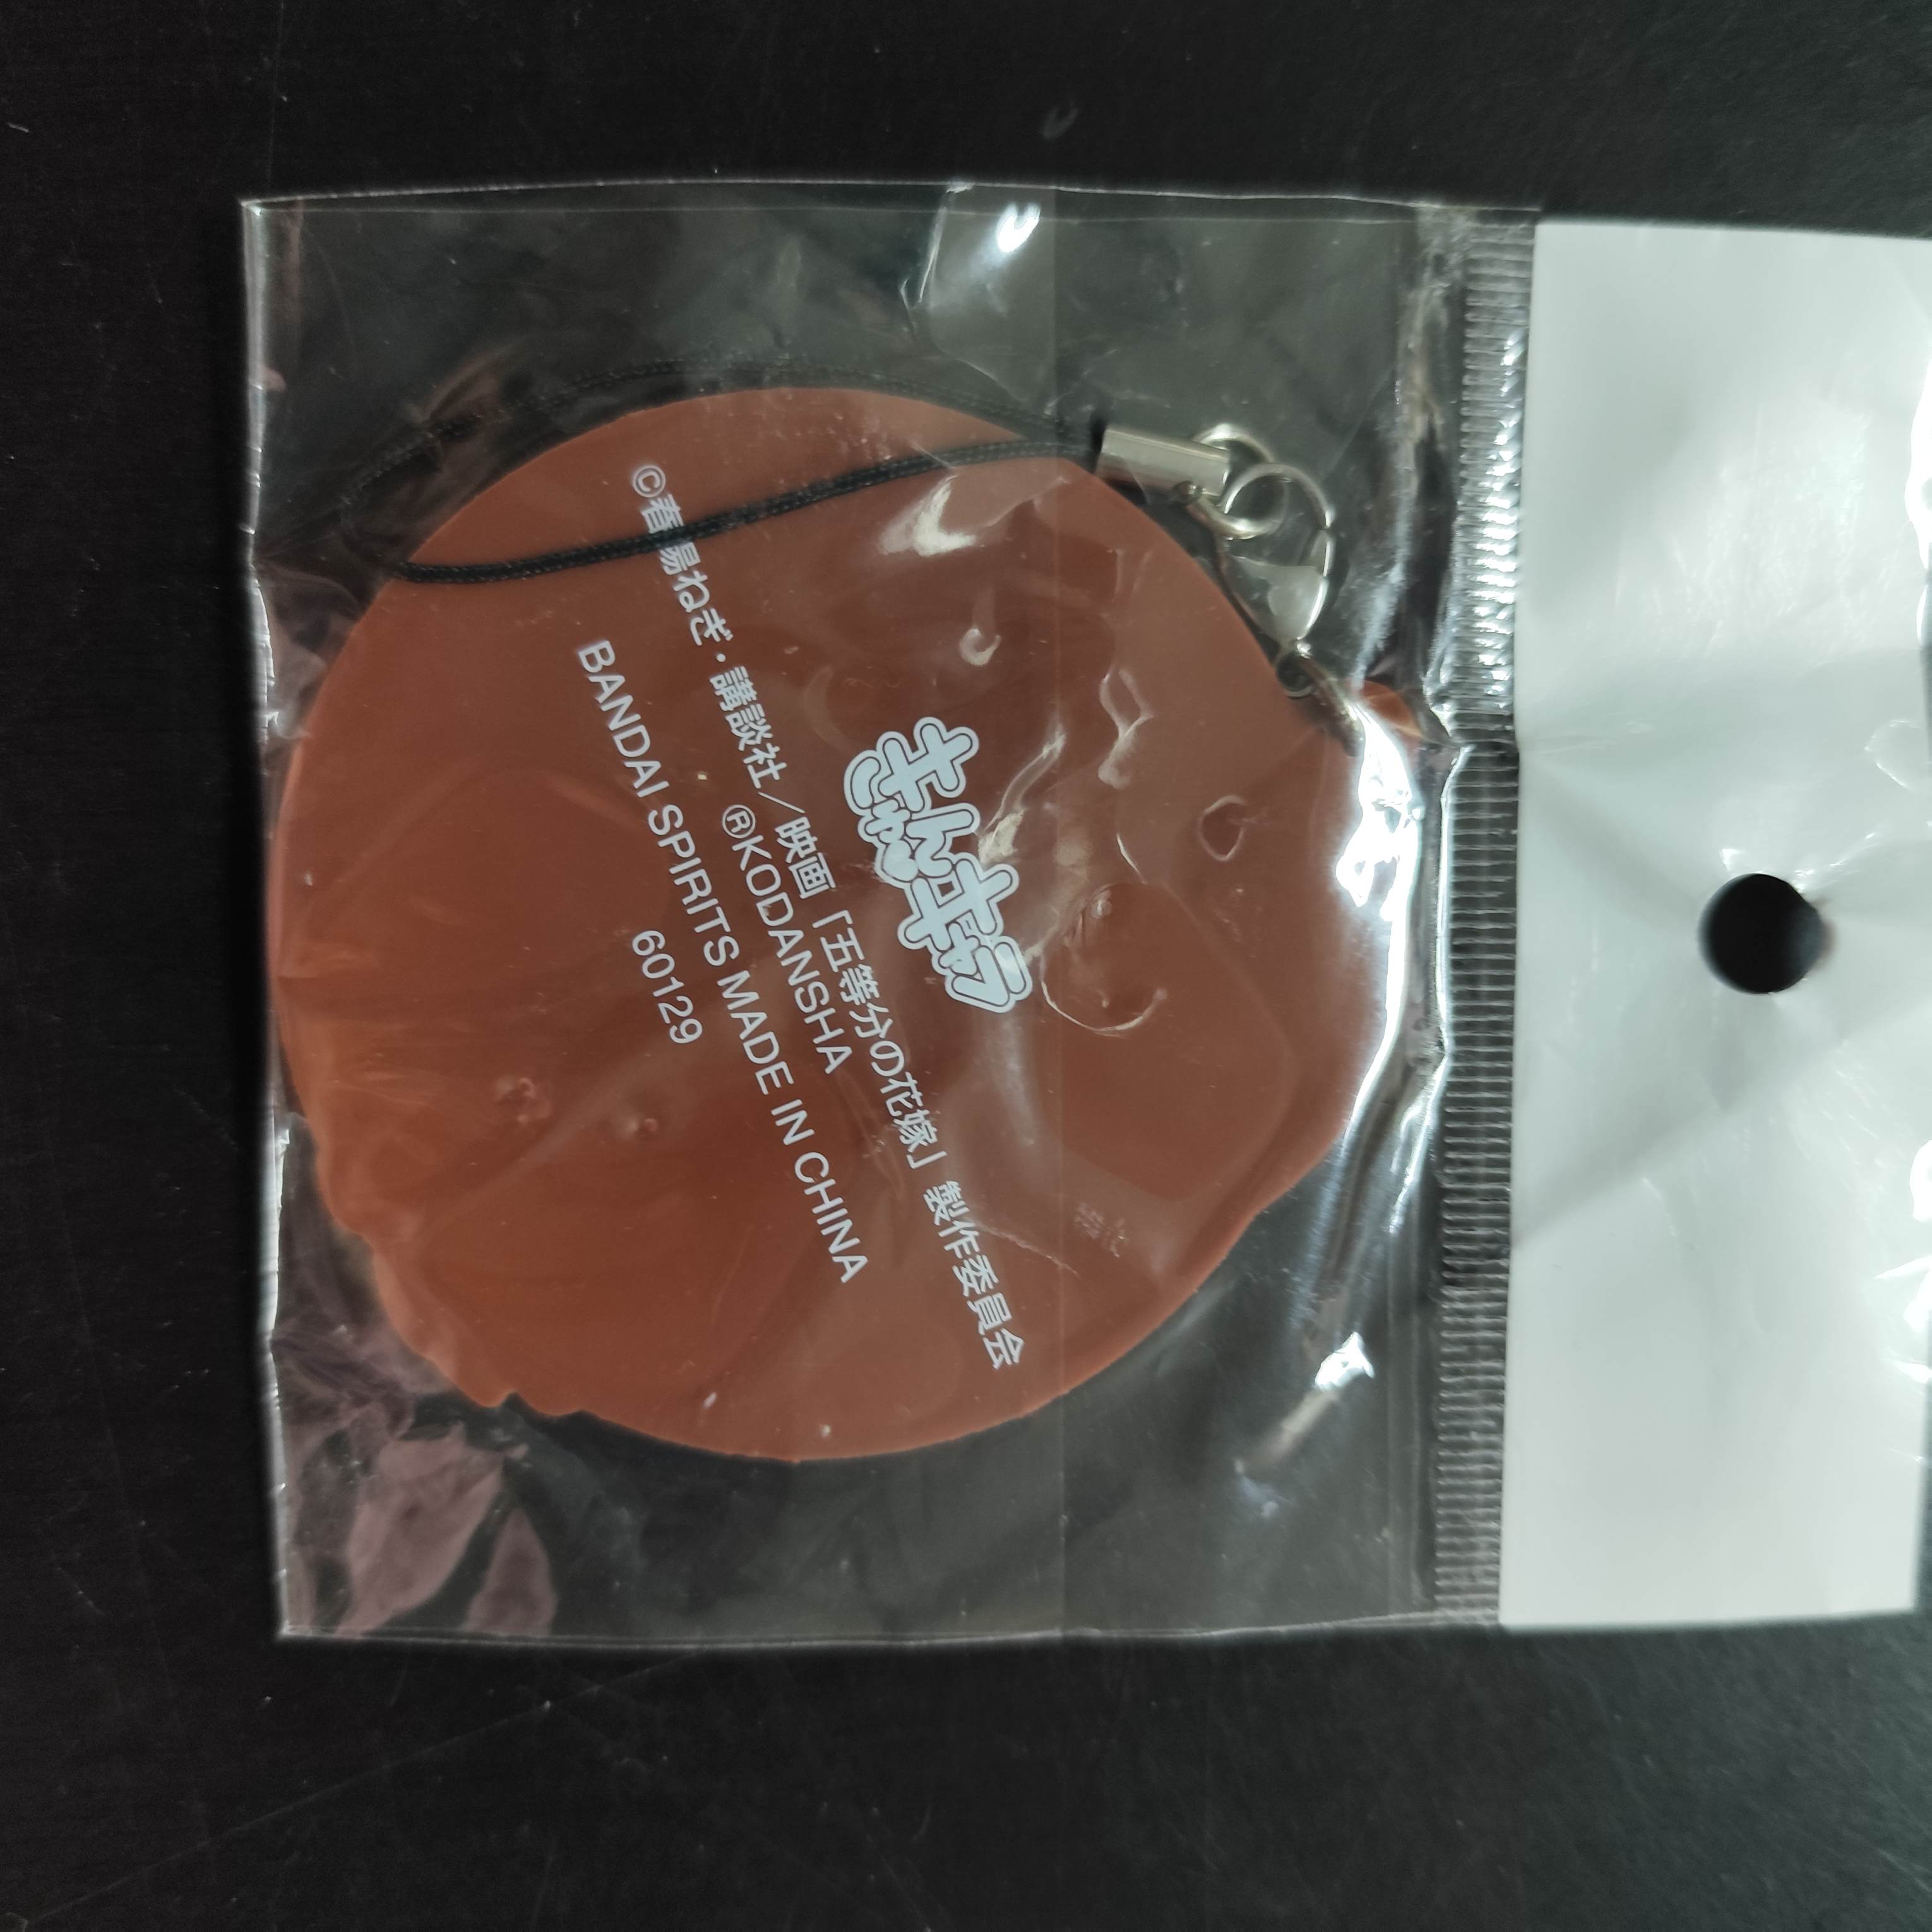 きゅんキャラ
©春場ねぎ・講談社／映画「五等分の花嫁」製作委員会
®KODANSHA
BANDAI SPIRITS MADE IN CHINA
60129